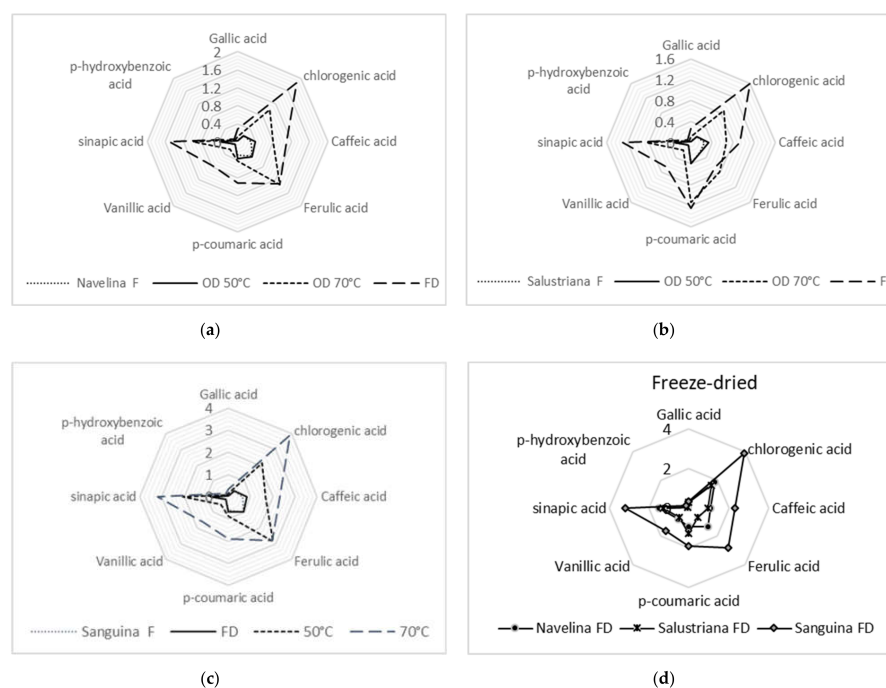 Gallic acid
2
1.6
1.2
0.8
0.4
0
chlorogenic acid
Caffeic acid
Ferulic acid
p-coumaric acid
Vanillic acid
sinapic acid
p-hydroxybenzoic
acid
Navelina F
OD 50°C
OD 70°C
FD
(a)
Gallic acid
1.6
1.2
0.8
0.4
0
chlorogenic acid
Caffeic acid
Ferulic acid
p-coumaric acid
Vanillic acid
sinapic acid
p-hydroxybenzoic
acid
Salustriana F
OD 50°C
OD 70°C
F
(b)
Gallic acid
4
3
2
1
0
chlorogenic acid
Caffeic acid
Ferulic acid
p-coumaric acid
Vanillic acid
sinapic acid
p-hydroxybenzoic
acid
Sanguina F
FD
50°C
70°C
(c)
Freeze-dried
Gallic acid
4
2
chlorogenic acid
Caffeic acid
Ferulic acid
p-coumaric acid
Vanillic acid
sinapic acid
p-hydroxybenzoic
acid
Navelina FD
Salustriana FD
Sanguina FD
(d)